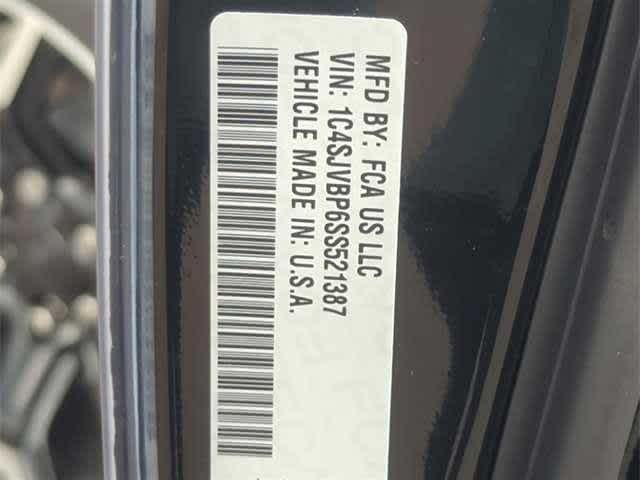 MFD BY: FCA US LLC
VIN: 1C4SJVBP6SS521387
VEHICLE MADE IN: U.S.A.